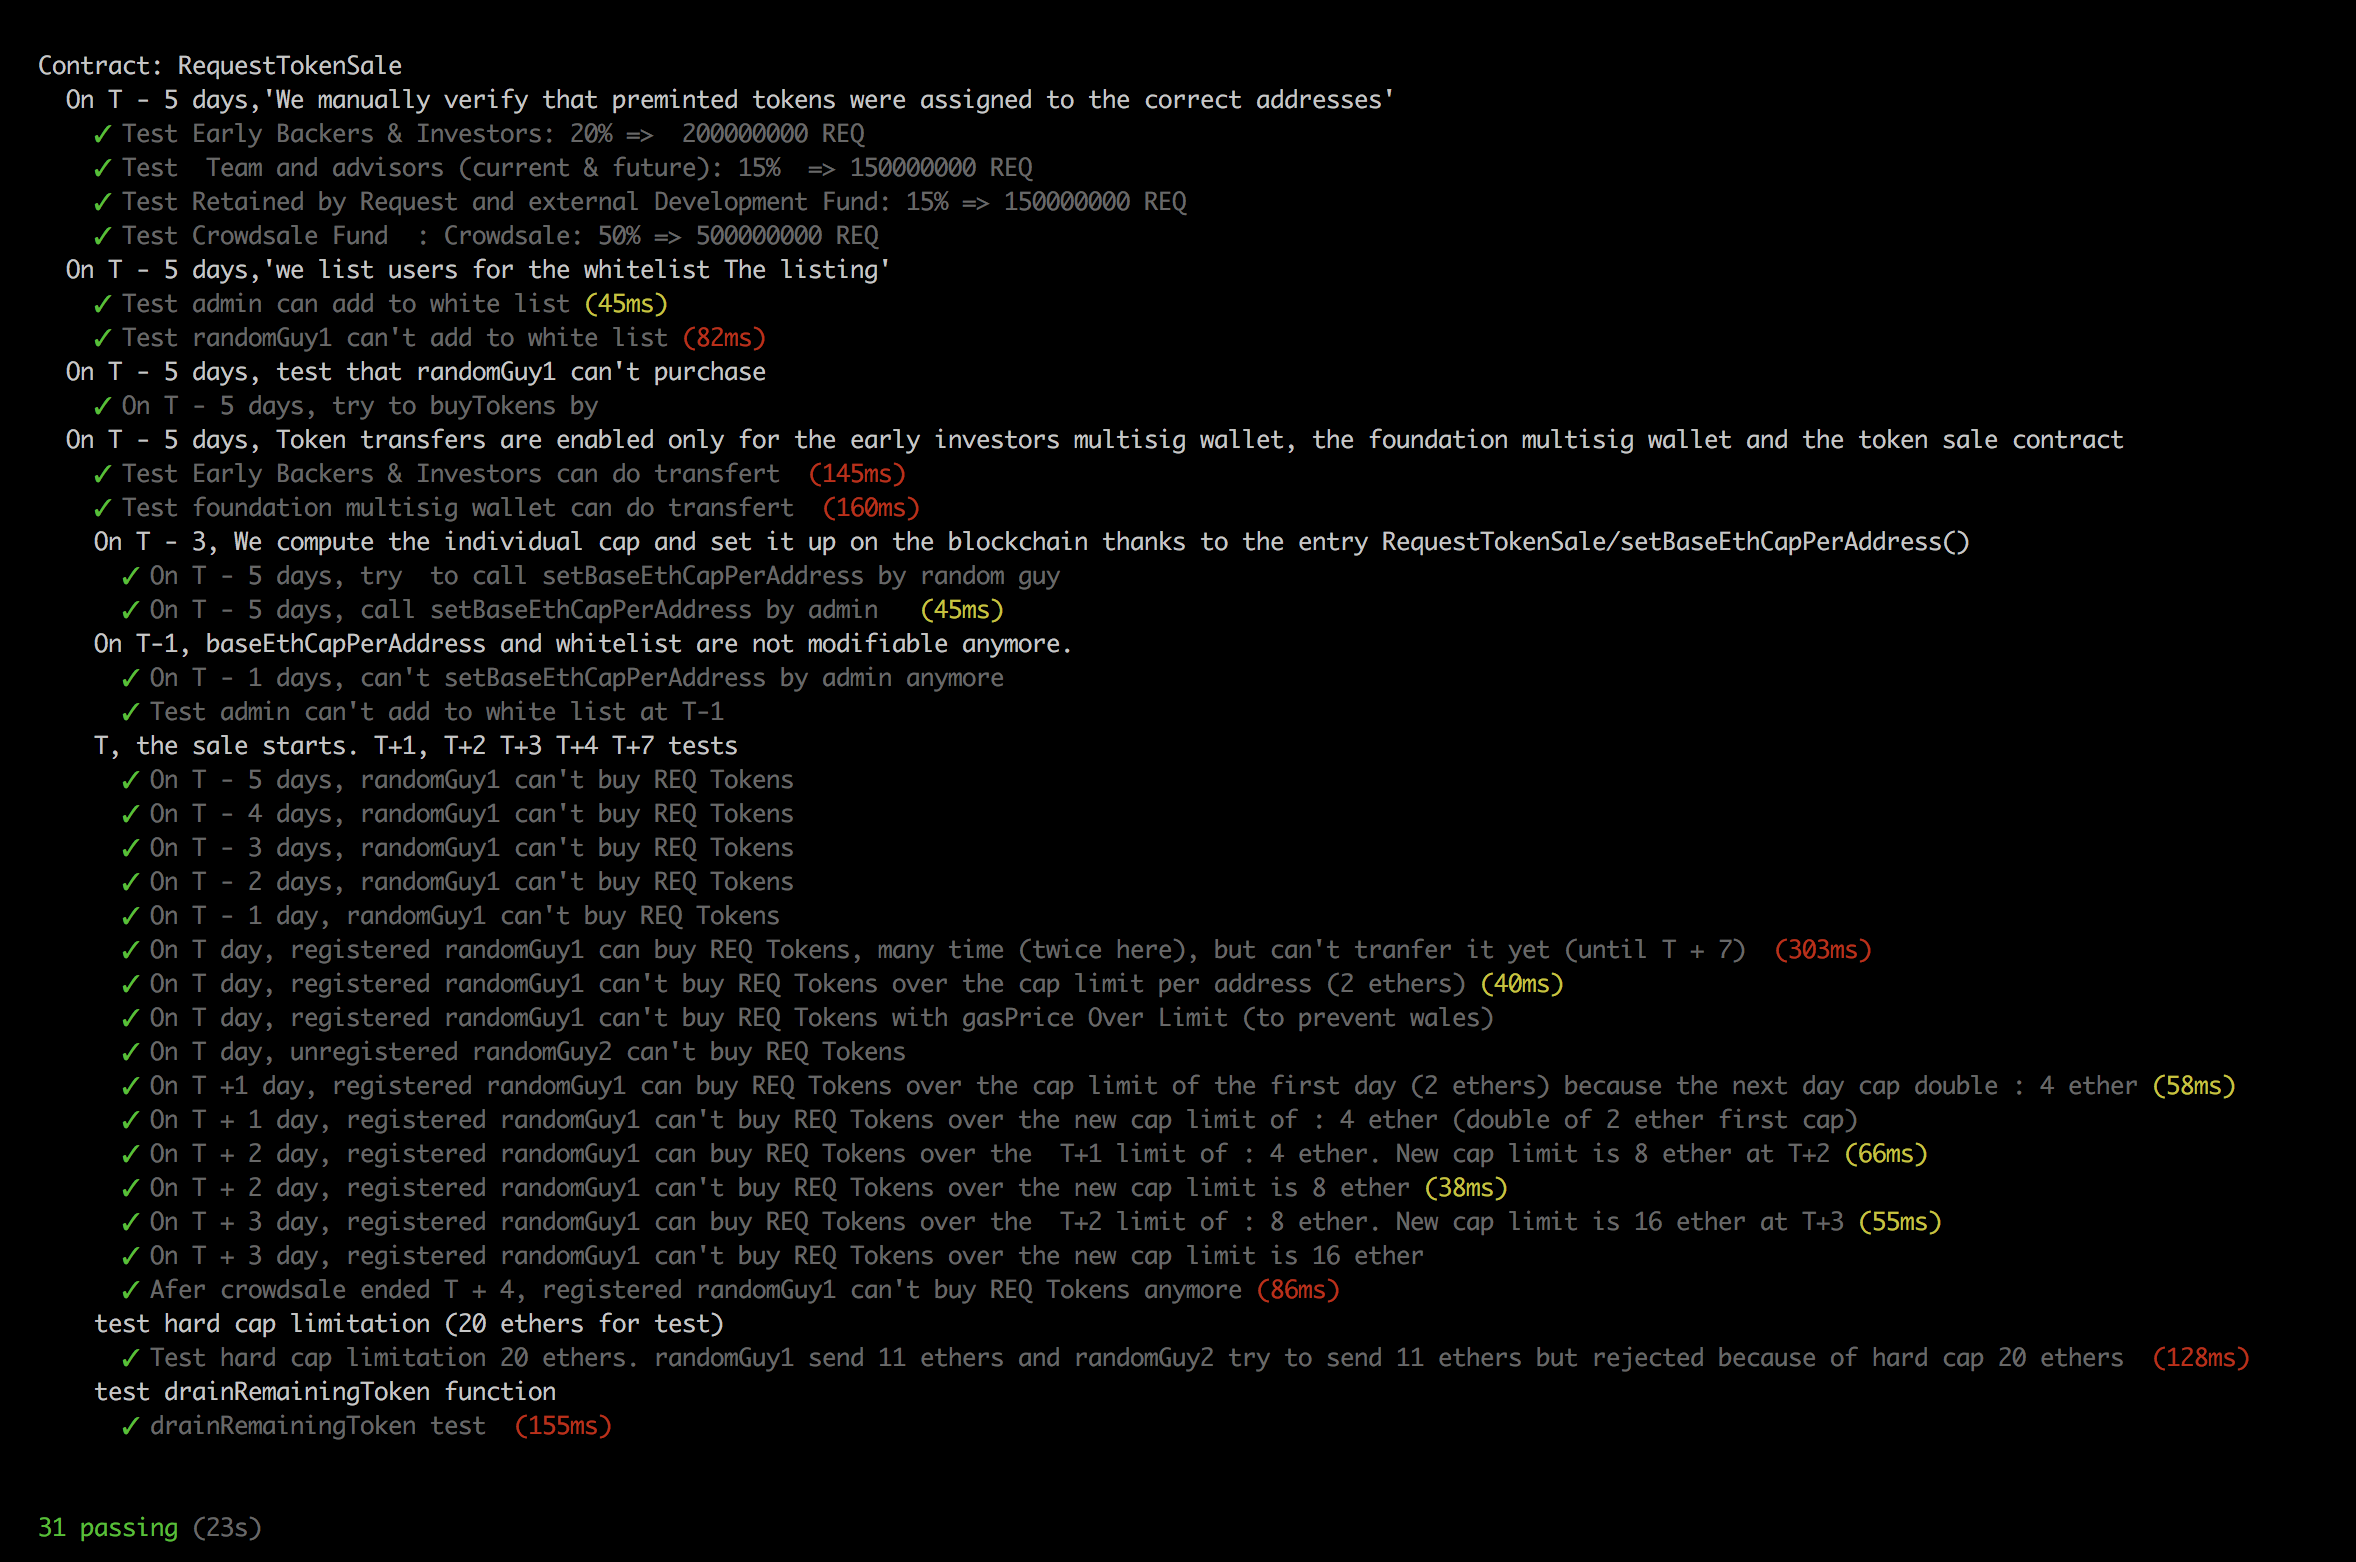 Contract: RequestTokenSale
On T - 5 days,'We manually verify that preminted tokens were assigned to the correct addresses'
✓ Test Early Backers & Investors: 20% =>  200000000 REQ
✓ Test  Team and advisors (current & future): 15%  => 150000000 REQ
✓ Test Retained by Request and external Development Fund: 15% => 150000000 REQ
✓ Test Crowdsale Fund  : Crowdsale: 50% => 500000000 REQ
On T - 5 days,'we list users for the whitelist The listing'
✓ Test admin can add to white list (45ms)
✓ Test randomGuy1 can't add to white list (82ms)
On T - 5 days, test that randomGuy1 can't purchase
✓ On T - 5 days, try to buyTokens by
On T - 5 days, Token transfers are enabled only for the early investors multisig wallet, the foundation multisig wallet and the token sale contract
✓ Test Early Backers & Investors can do transfert  (145ms)
✓ Test foundation multisig wallet can do transfert  (160ms)
On T - 3, We compute the individual cap and set it up on the blockchain thanks to the entry RequestTokenSale/setBaseEthCapPerAddress()
✓ On T - 5 days, try  to call setBaseEthCapPerAddress by random guy
✓ On T - 5 days, call setBaseEthCapPerAddress by admin   (45ms)
On T-1, baseEthCapPerAddress and whitelist are not modifiable anymore.
✓ On T - 1 days, can't setBaseEthCapPerAddress by admin anymore
✓ Test admin can't add to white list at T-1
T, the sale starts. T+1, T+2 T+3 T+4 T+7 tests
✓ On T - 5 days, randomGuy1 can't buy REQ Tokens
✓ On T - 4 days, randomGuy1 can't buy REQ Tokens
✓ On T - 3 days, randomGuy1 can't buy REQ Tokens
✓ On T - 2 days, randomGuy1 can't buy REQ Tokens
✓ On T - 1 day, randomGuy1 can't buy REQ Tokens
✓ On T day, registered randomGuy1 can buy REQ Tokens, many time (twice here), but can't tranfer it yet (until T + 7)  (303ms)
✓ On T day, registered randomGuy1 can't buy REQ Tokens over the cap limit per address (2 ethers) (40ms)
✓ On T day, registered randomGuy1 can't buy REQ Tokens with gasPrice Over Limit (to prevent wales)
✓ On T day, unregistered randomGuy2 can't buy REQ Tokens
✓ On T +1 day, registered randomGuy1 can buy REQ Tokens over the cap limit of the first day (2 ethers) because the next day cap double : 4 ether (58ms)
✓ On T + 1 day, registered randomGuy1 can't buy REQ Tokens over the new cap limit of : 4 ether (double of 2 ether first cap)
✓ On T + 2 day, registered randomGuy1 can buy REQ Tokens over the  T+1 limit of : 4 ether. New cap limit is 8 ether at T+2 (66ms)
✓ On T + 2 day, registered randomGuy1 can't buy REQ Tokens over the new cap limit is 8 ether (38ms)
✓ On T + 3 day, registered randomGuy1 can buy REQ Tokens over the  T+2 limit of : 8 ether. New cap limit is 16 ether at T+3 (55ms)
✓ On T + 3 day, registered randomGuy1 can't buy REQ Tokens over the new cap limit is 16 ether
✓ Afer crowdsale ended T + 4, registered randomGuy1 can't buy REQ Tokens anymore (86ms)
test hard cap limitation (20 ethers for test)
✓ Test hard cap limitation 20 ethers. randomGuy1 send 11 ethers and randomGuy2 try to send 11 ethers but rejected because of hard cap 20 ethers  (128ms)
test drainRemainingToken function
✓ drainRemainingToken test  (155ms)
31 passing (23s)